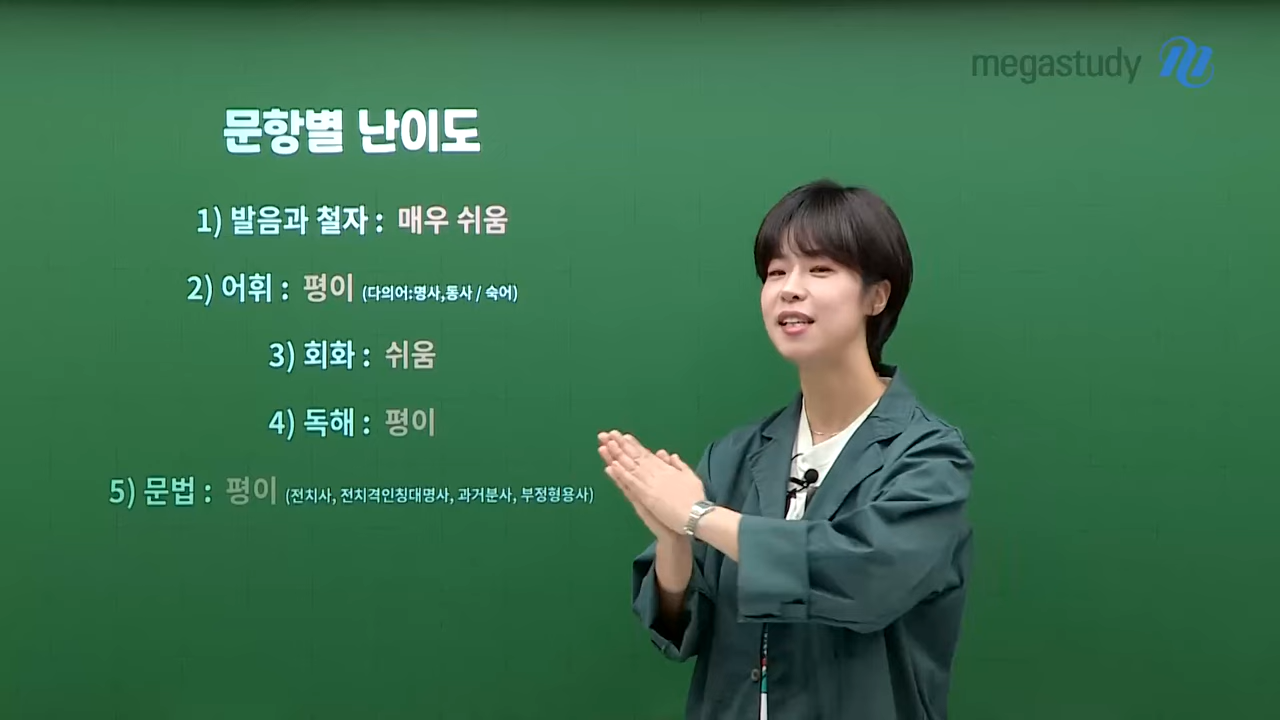 megastudy
문항별 난이도
1) 발음과 철자 : 매우 쉬움
2) 어휘 : 평이 (다의어:명사,동사 / 숙어)
3) 회화 : 쉬움
4) 독해 : 평이
5) 문법 : 평이 (전치사, 전치격인칭대명사, 과거분사, 부정형용사)